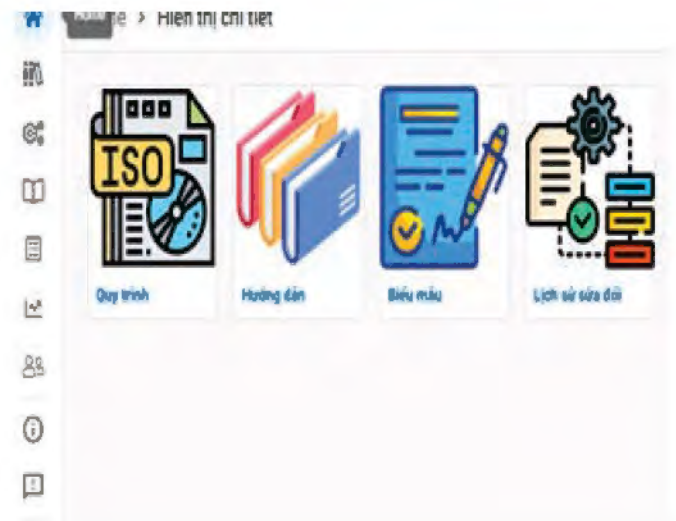 > Hiển thị chi tiết
ISO
Quy trình
Hướng dẫn
Biểu mẫu
Lịch sử sửa đổi